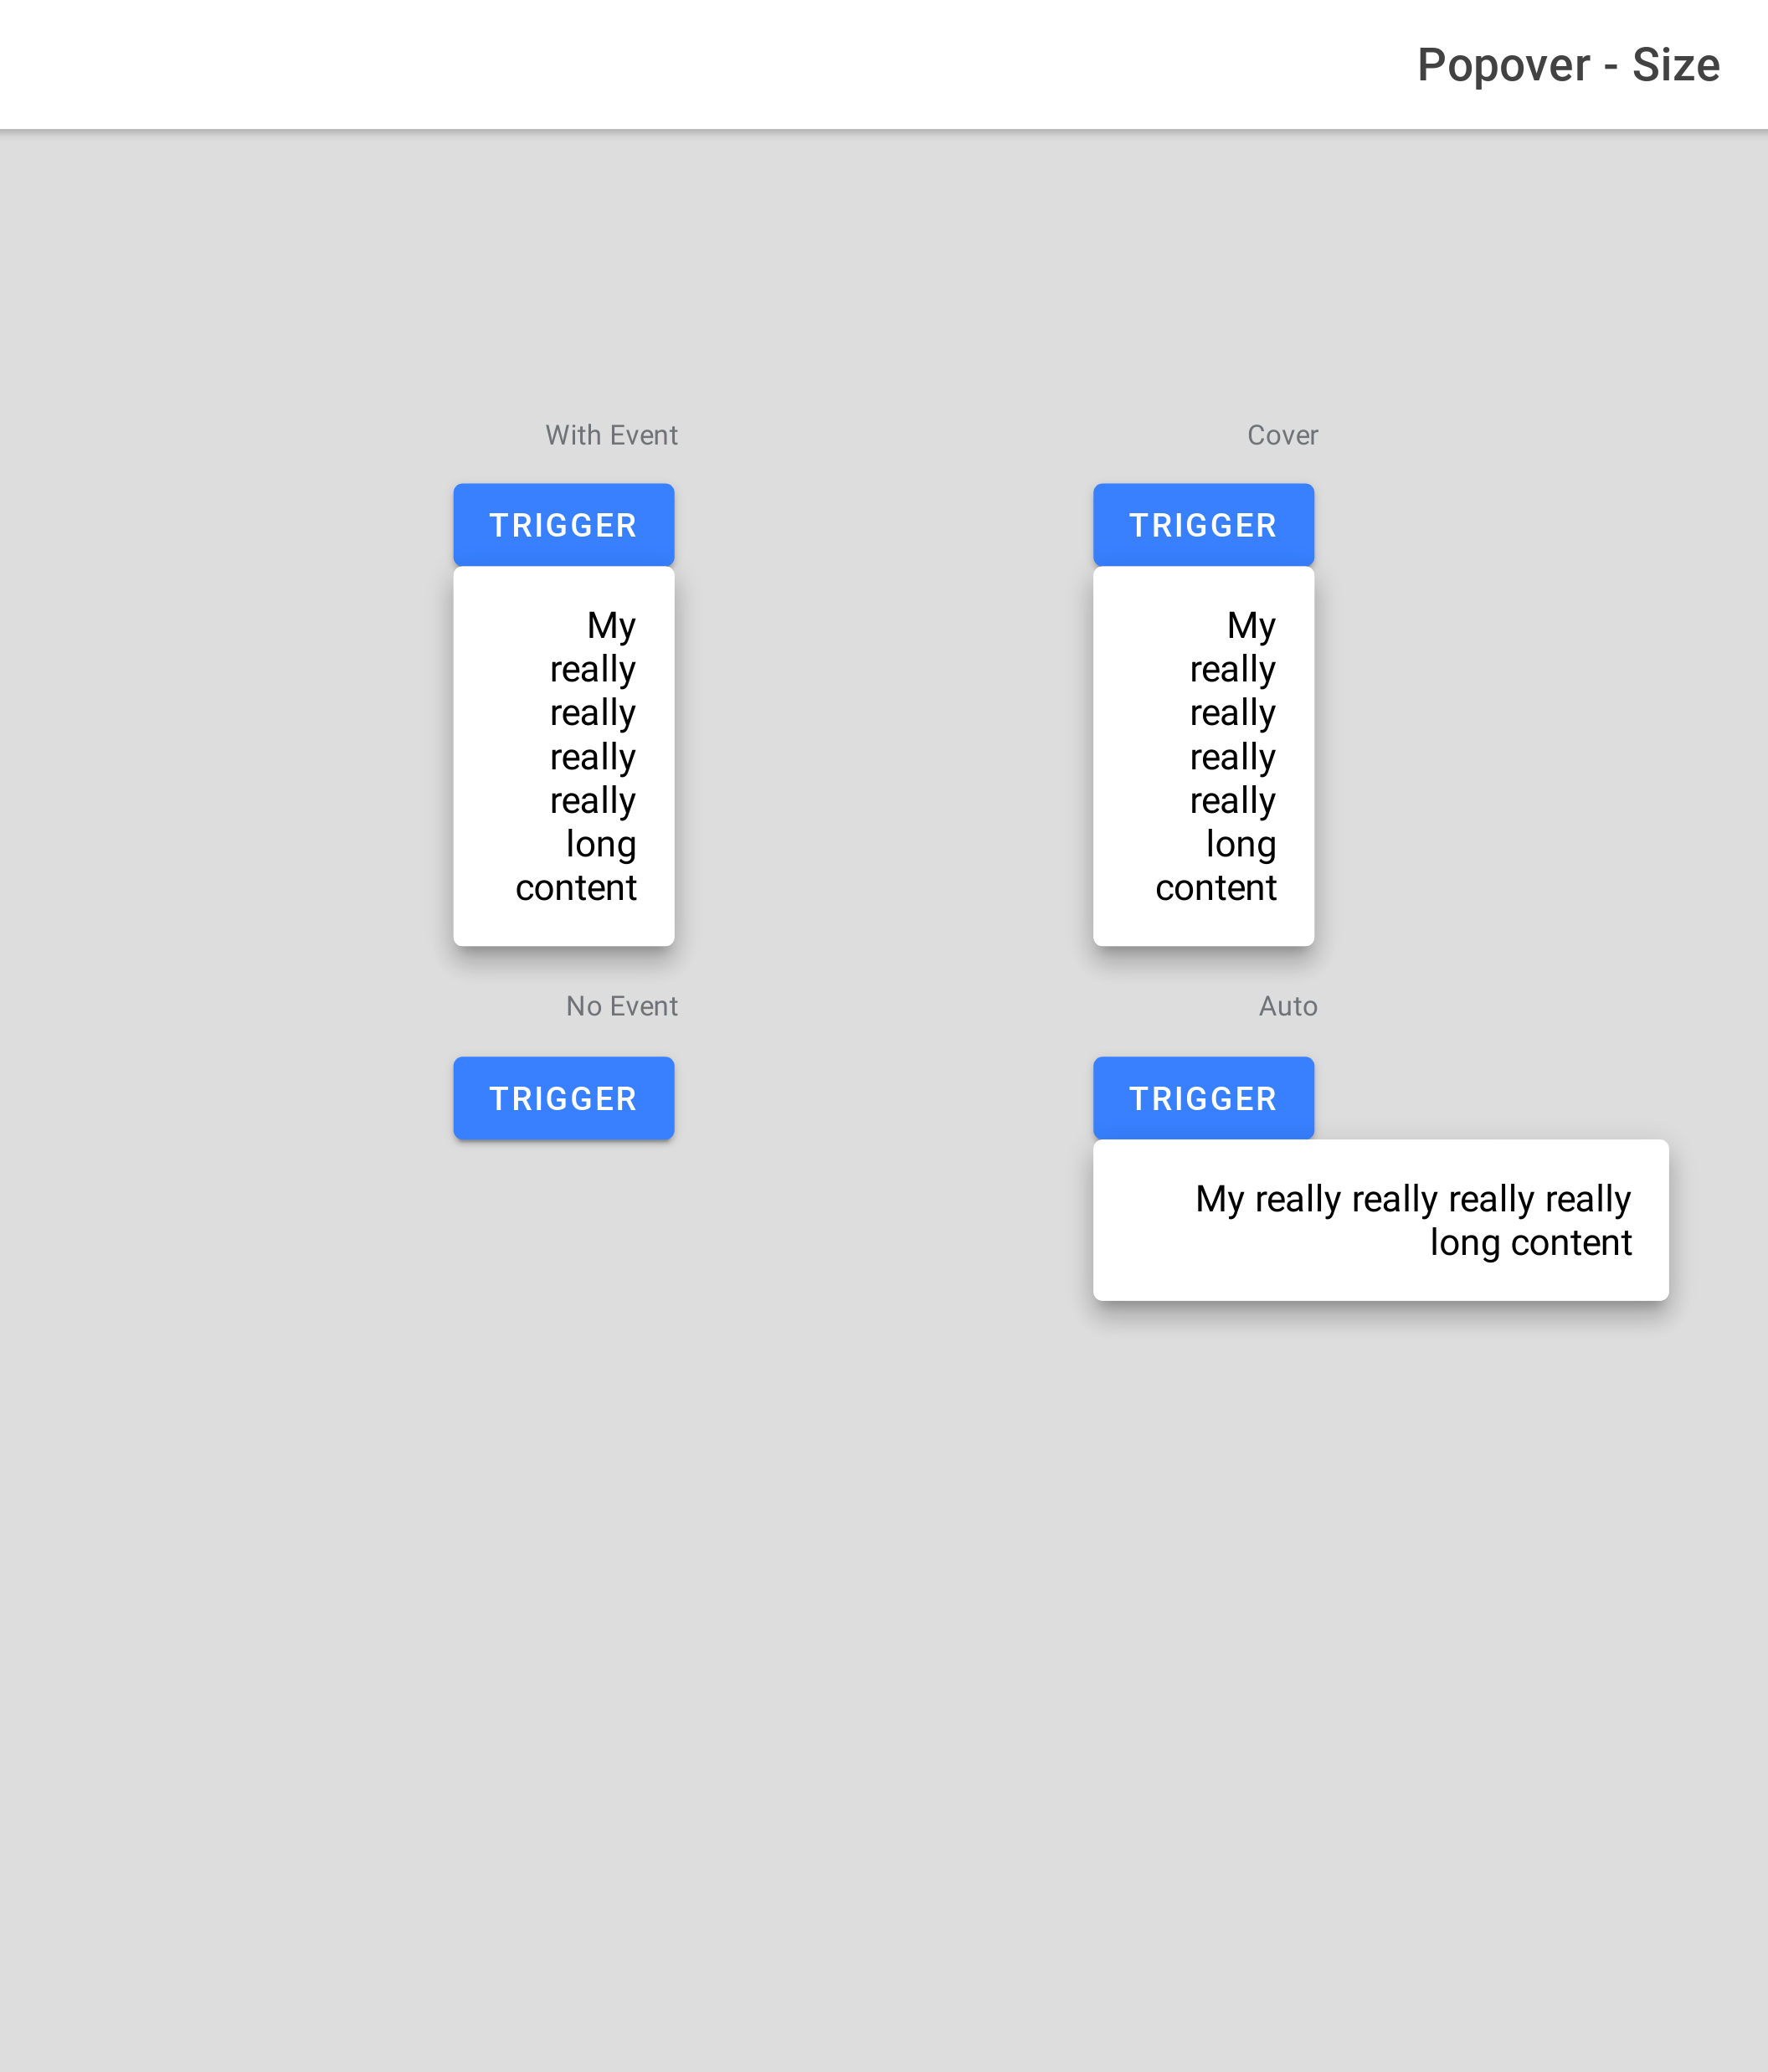 Popover - Size
With Event
TRIGGER
My
really
really
really
really
long
content
Cover
TRIGGER
My
really
really
really
really
long
content
No Event
TRIGGER
Auto
TRIGGER
My really really really really
long content